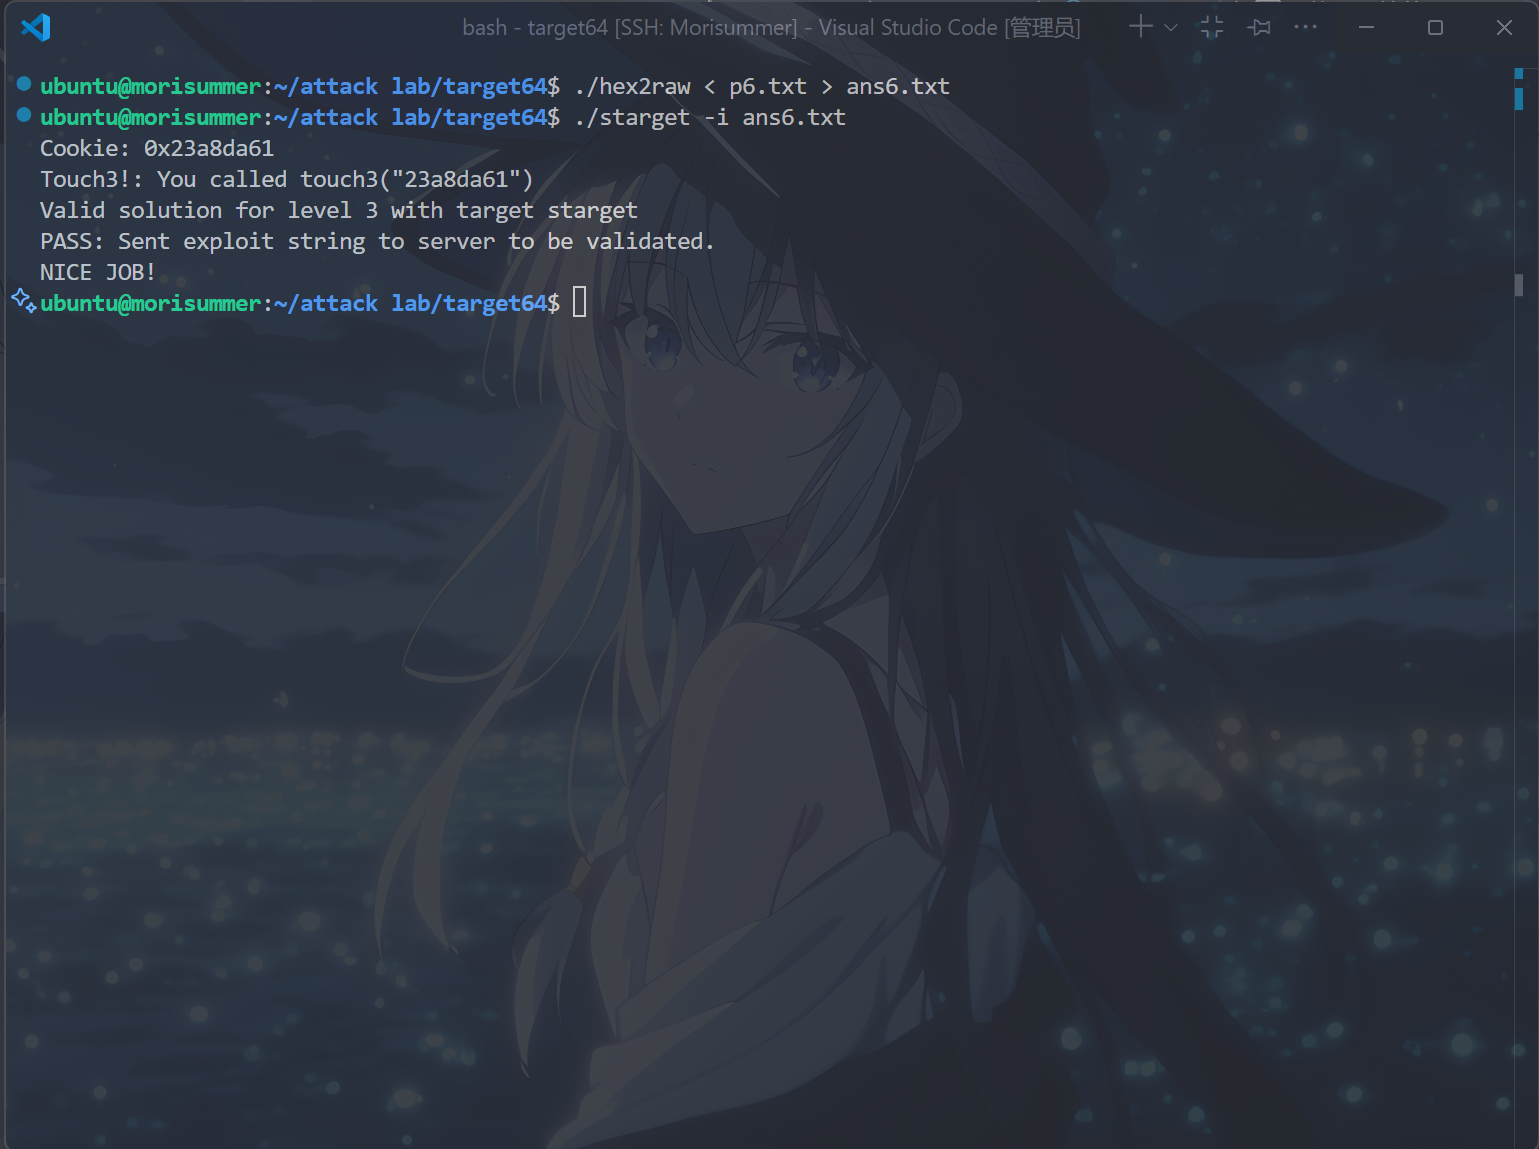 bash - target64 [SSH: Morisummer] - Visual Studio Code [管理员]
ubuntu@morisummer:~/attack lab/target64$ ./hex2raw < p6.txt > ans6.txt
ubuntu@morisummer:~/attack lab/target64$ ./starget -i ans6.txt
Cookie: 0x23a8da61
Touch3!: You called touch3("23a8da61")
Valid solution for level 3 with target starget
PASS: Sent exploit string to server to be validated.
NICE JOB!
ubuntu@morisummer:~/attack lab/target64$